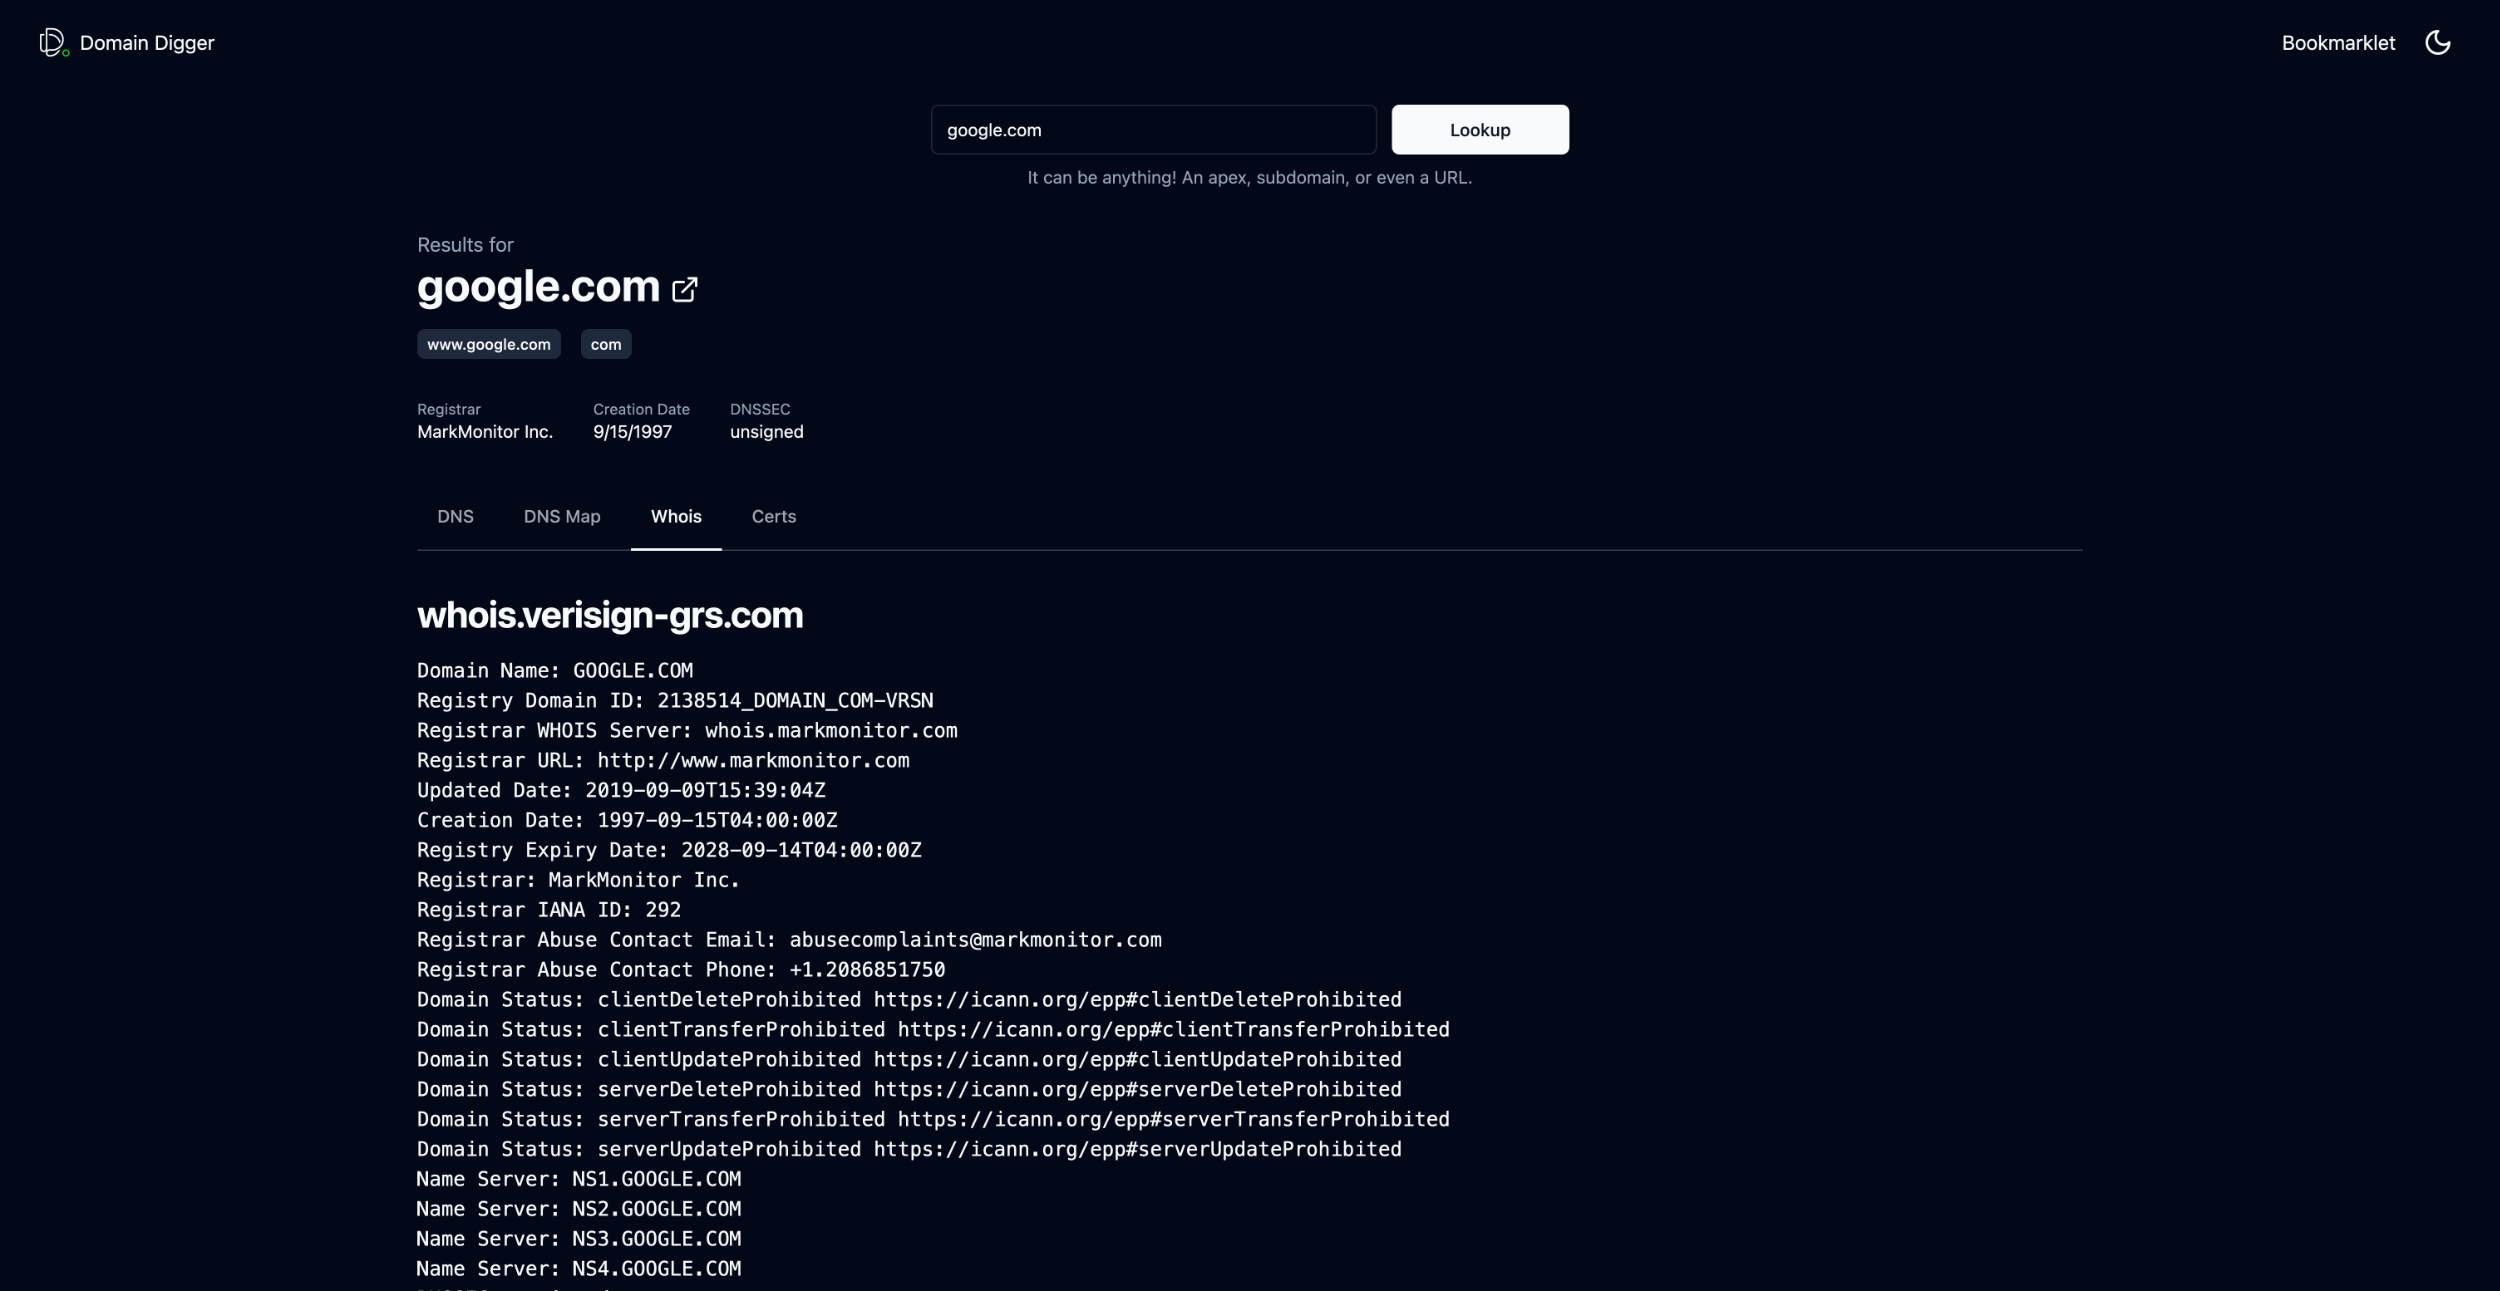 Domain Digger
Bookmarklet
google.com
Lookup
It can be anything! An apex, subdomain, or even a URL.
Results for
google.com
www.google.com com
Registrar Creation Date DNSSEC
MarkMonitor Inc. 9/15/1997 unsigned
DNS DNS Map Whois Certs
whois.verisign-grs.com
Domain Name: GOOGLE.COM
Registry Domain ID: 2138514_DOMAIN_COM-VRSN
Registrar WHOIS Server: whois.markmonitor.com
Registrar URL: http://www.markmonitor.com
Updated Date: 2019-09-09T15:39:04Z
Creation Date: 1997-09-15T04:00:00Z
Registry Expiry Date: 2028-09-14T04:00:00Z
Registrar: MarkMonitor Inc.
Registrar IANA ID: 292
Registrar Abuse Contact Email: abusecomplaints@markmonitor.com
Registrar Abuse Contact Phone: +1.2086851750
Domain Status: clientDeleteProhibited https://icann.org/epp#clientDeleteProhibited
Domain Status: clientTransferProhibited https://icann.org/epp#clientTransferProhibited
Domain Status: clientUpdateProhibited https://icann.org/epp#clientUpdateProhibited
Domain Status: serverDeleteProhibited https://icann.org/epp#serverDeleteProhibited
Domain Status: serverTransferProhibited https://icann.org/epp#serverTransferProhibited
Domain Status: serverUpdateProhibited https://icann.org/epp#serverUpdateProhibited
Name Server: NS1.GOOGLE.COM
Name Server: NS2.GOOGLE.COM
Name Server: NS3.GOOGLE.COM
Name Server: NS4.GOOGLE.COM